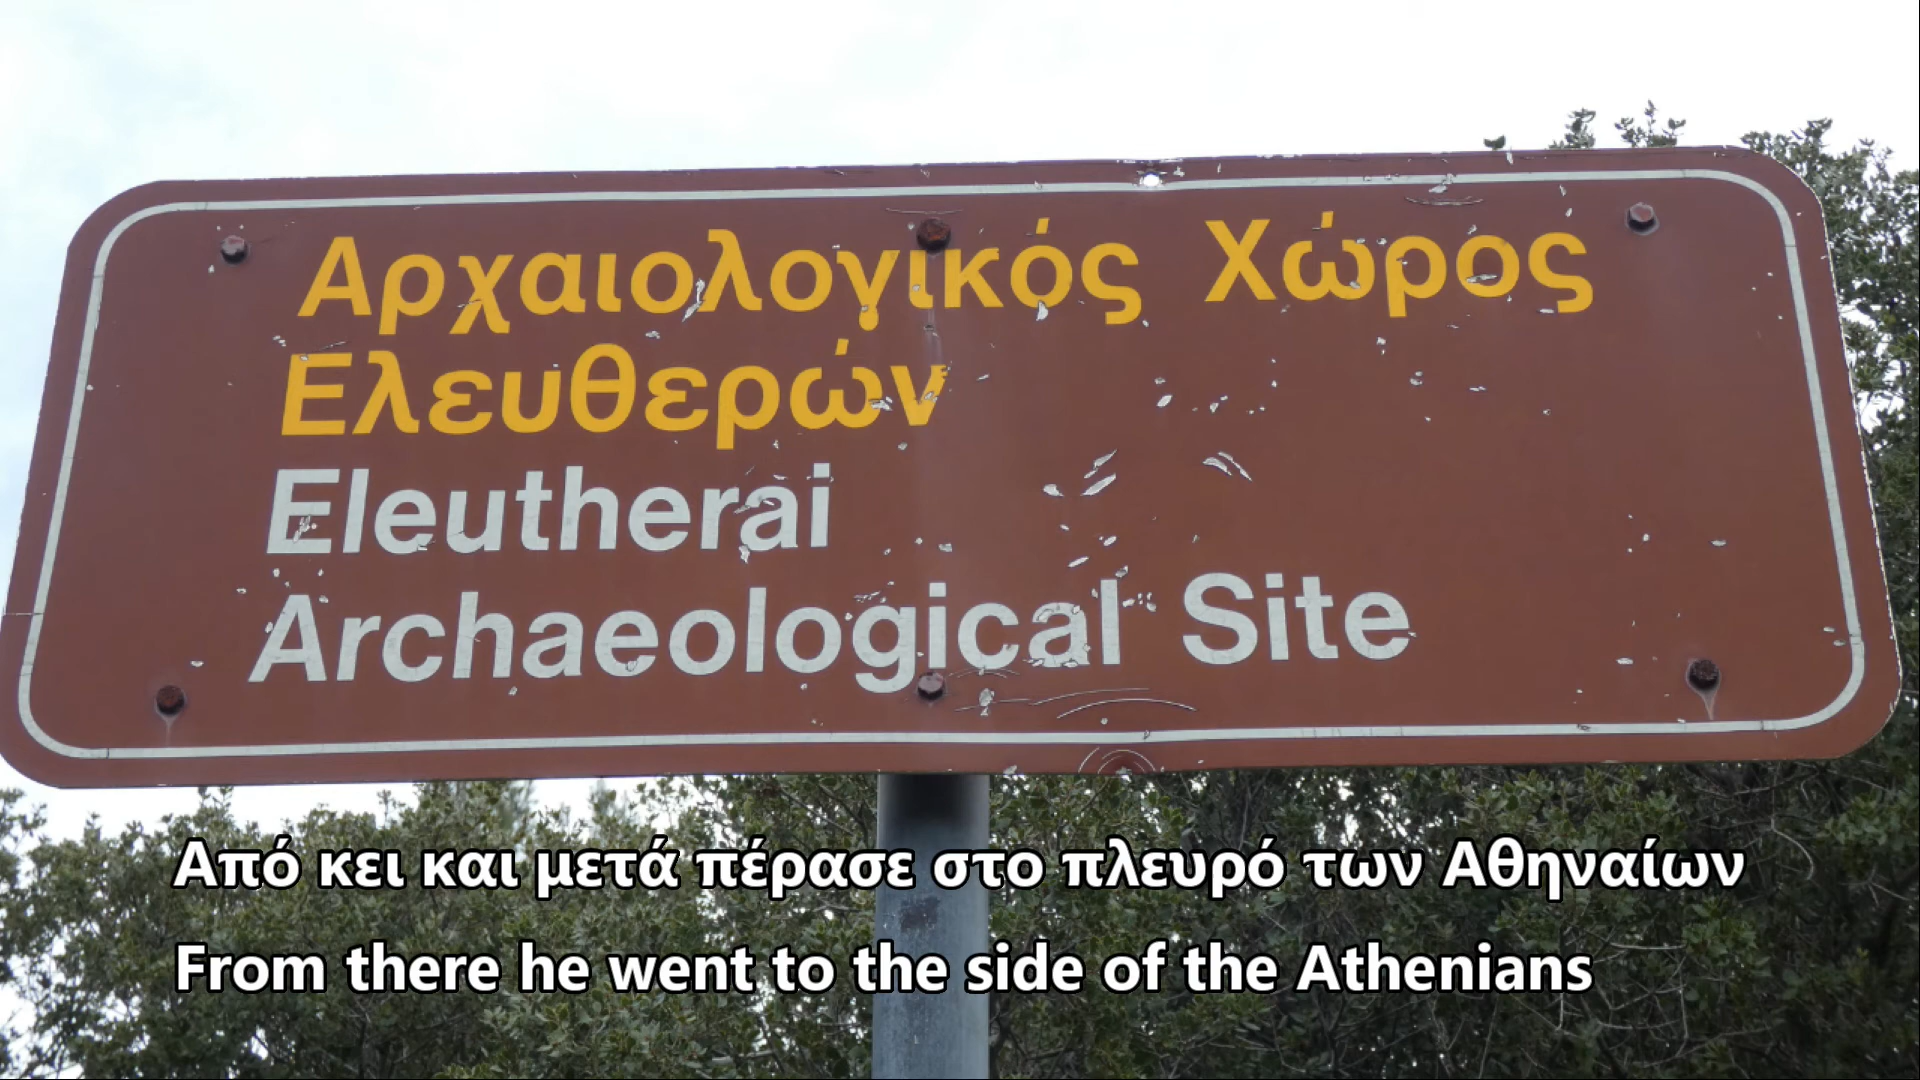 Αρχαιολογικός Χώρος
Ελευθερών
Eleutherai
Archaeological Site
Από κει και μετά πέρασε στο πλευρό των Αθηναίων
From there he went to the side of the Athenians